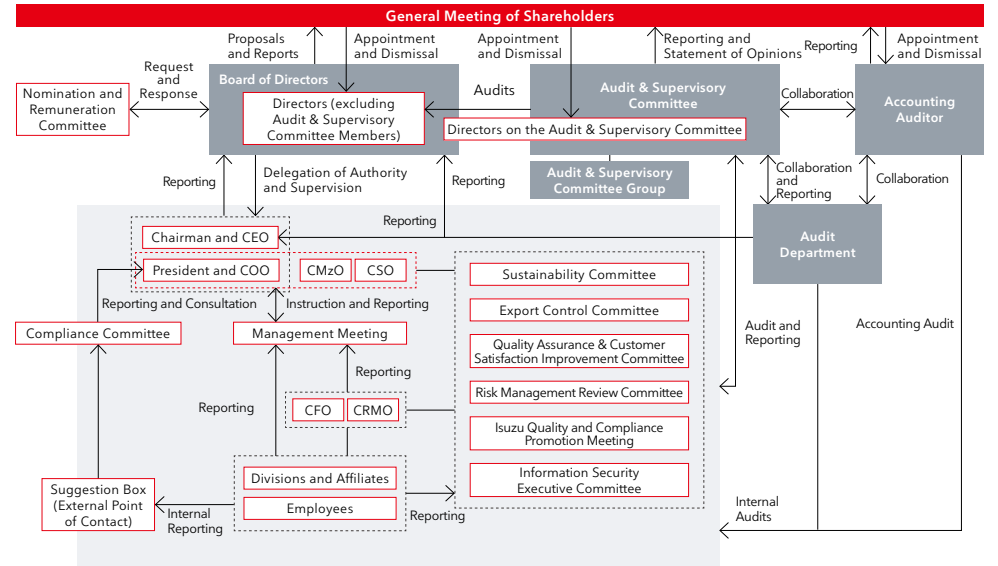 General Meeting of Shareholders
Proposals
and Reports
Appointment
and Dismissal
Appointment
and Dismissal
Reporting and
Statement of Opinions
Reporting
Appointment
and Dismissal
Request
and
Response
Nomination and
Remuneration
Committee
Board of Directors
Directors (excluding
Audit & Supervisory
Committee Members)
Audits
Audit & Supervisory
Committee
Directors on the Audit & Supervisory Committee
Collaboration
Accounting
Auditor
Audit & Supervisory
Committee Group
Reporting
Delegation of Authority
and Supervision
Reporting
Collaboration
and
Reporting
Collaboration
Reporting
Audit
Department
Chairman and CEO
President and COO
CMzO
CSO
Reporting and Consultation
Instruction and Reporting
Compliance Committee
Management Meeting
Sustainability Committee
Export Control Committee
Quality Assurance & Customer
Satisfaction Improvement Committee
Risk Management Review Committee
Isuzu Quality and Compliance
Promotion Meeting
Information Security
Executive Committee
Audit and
Reporting
Accounting Audit
Reporting
Reporting
CFO
CRMO
Divisions and Affiliates
Employees
Suggestion Box
(External Point
of Contact)
Internal
Reporting
Reporting
Internal
Audits